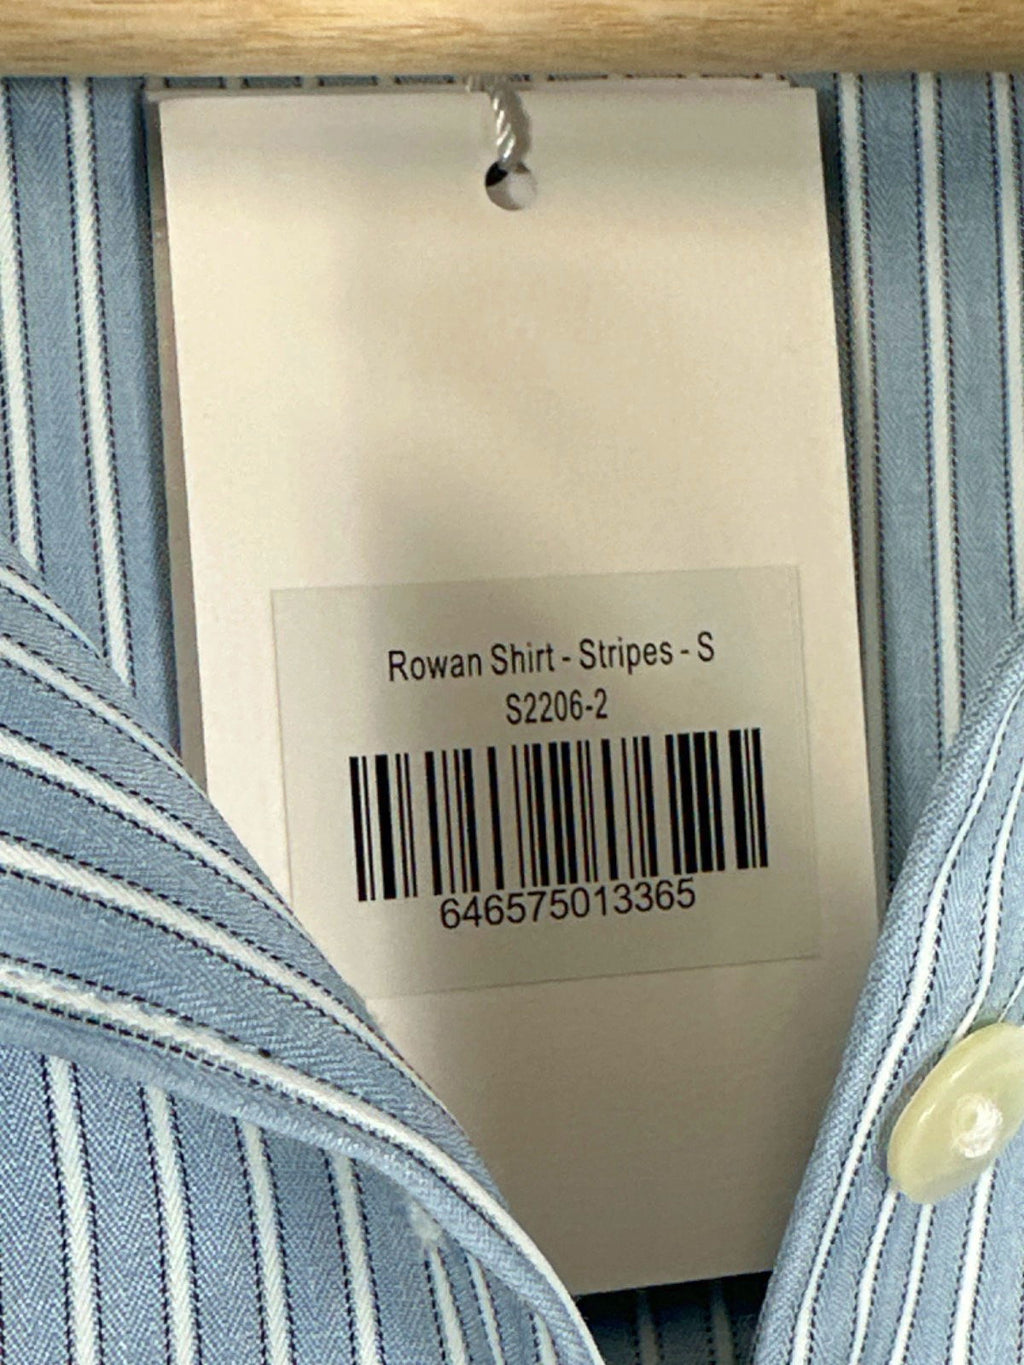 Rowan Shirt - Stripes - S
S2206-2
646575013365